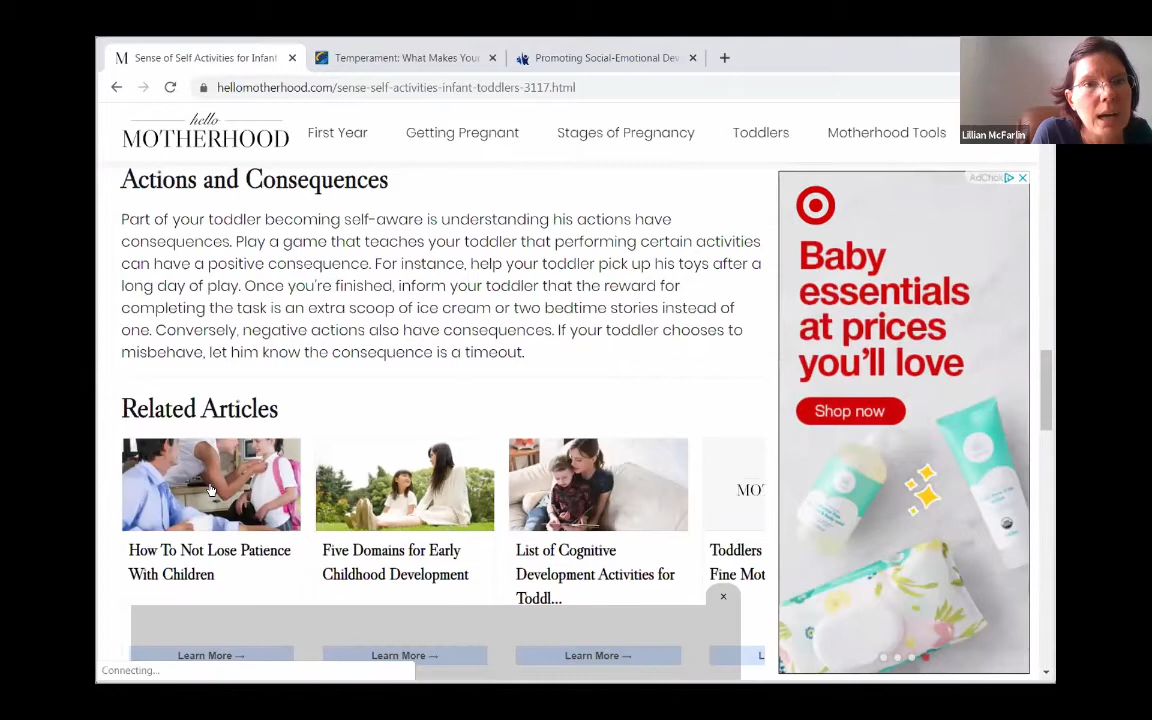 Sense of Self Activities for Infant
Temperament: What Makes Your
Promoting Social-Emotional Dev
hellomotherhood.com/sense-self-activities-infant-toddlers-3117.html
Lillian McFarlin
hello
MOTHERHOOD
First Year
Getting Pregnant
Stages of Pregnancy
Toddlers
Motherhood Tools
Actions and Consequences
Part of your toddler becoming self-aware is understanding his actions have
consequences. Play a game that teaches your toddler that performing certain activities
can have a positive consequence. For instance, help your toddler pick up his toys after a
long day of play. Once you're finished, inform your toddler that the reward for
completing the task is an extra scoop of ice cream or two bedtime stories instead of
one. Conversely, negative actions also have consequences. If your toddler chooses to
misbehave, let him know the consequence is a timeout.
AdChoi
Baby
essentials
at prices
you'll love
Shop now
Related Articles
MOT
How To Not Lose Patience
With Children
Five Domains for Early
Childhood Development
List of Cognitive
Development Activities for
Toddl...
Toddlers
Fine Mot
Learn More →
Learn More →
Learn More →
L
Connecting...